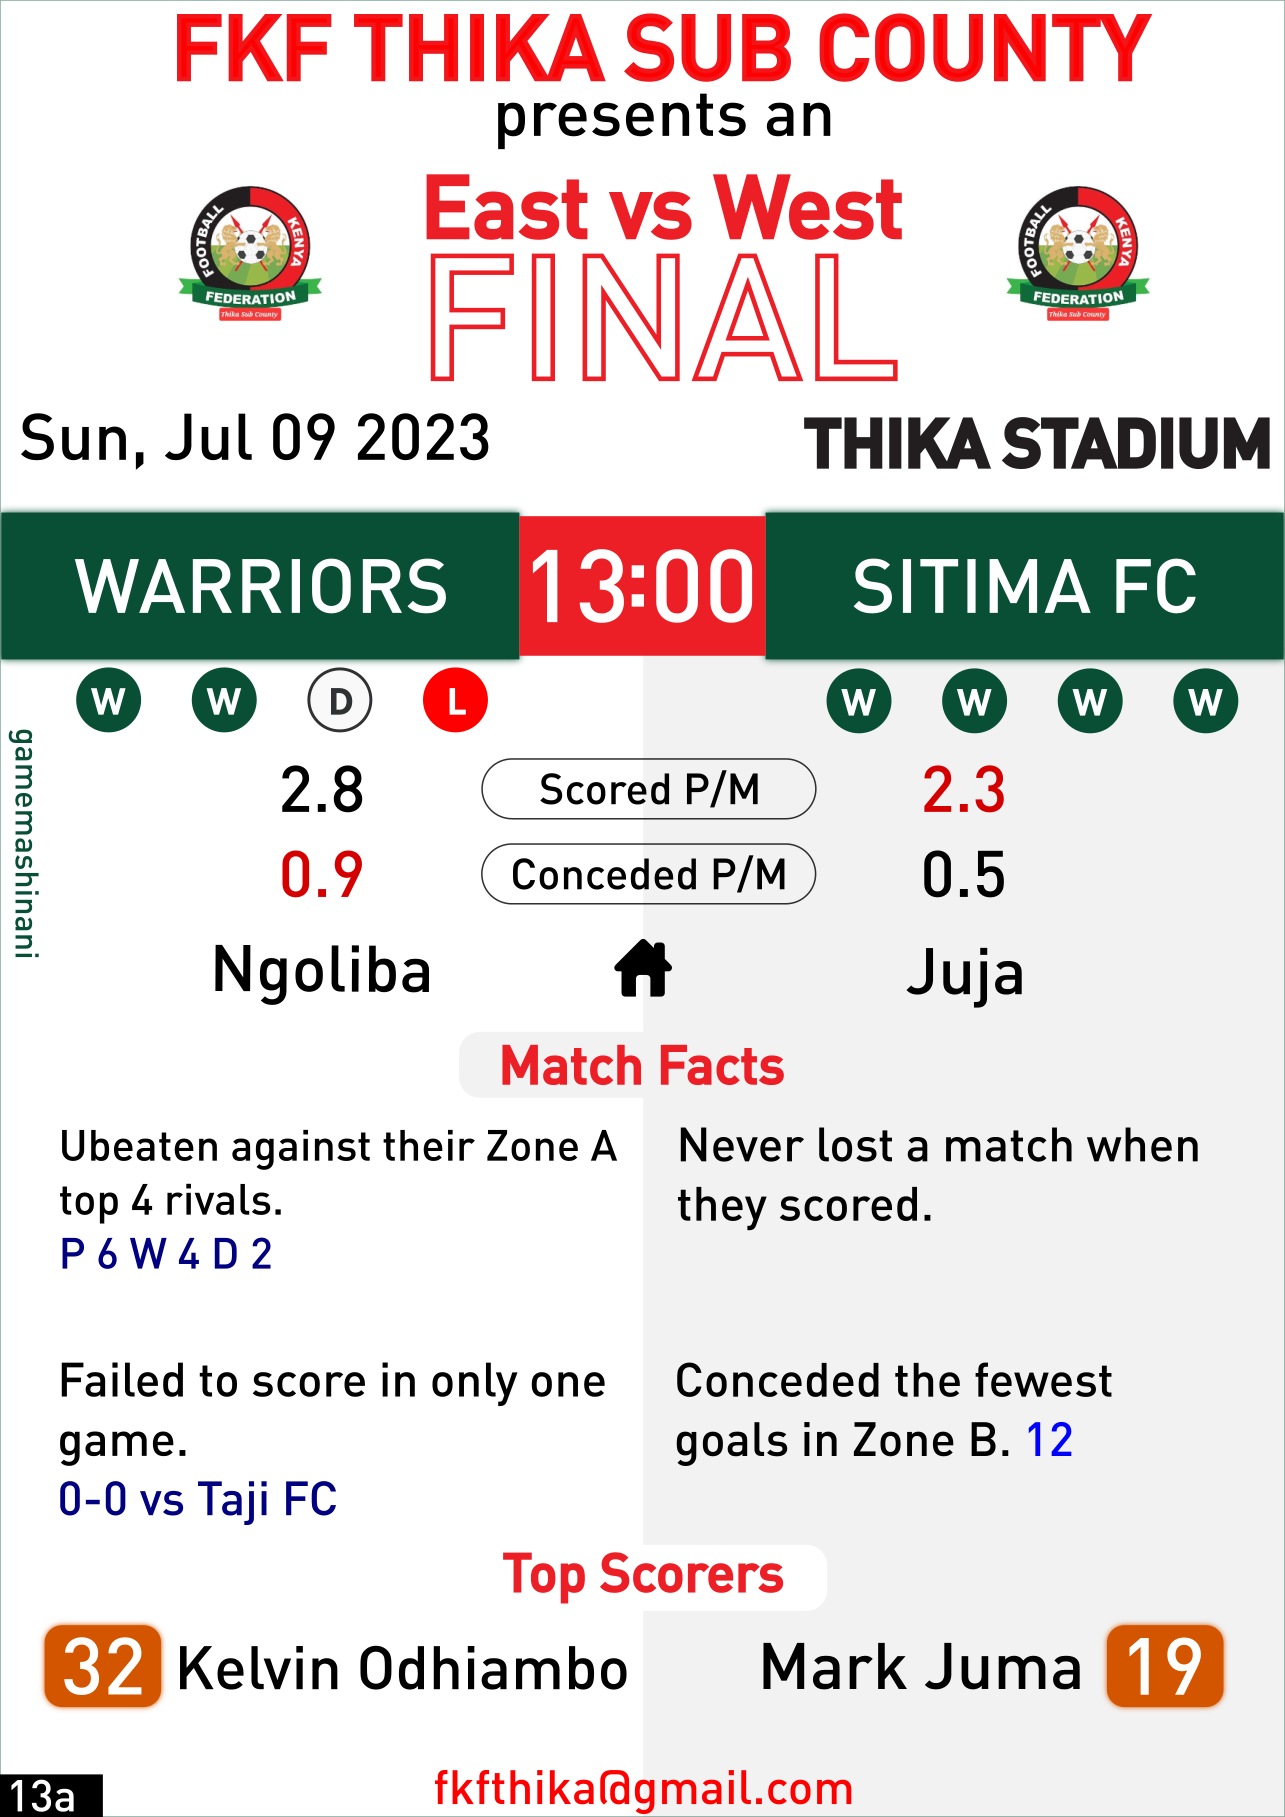 FKF THIKA SUB COUNTY
presents an
East vs West
FINAL
FOOTBALL KENYA
FEDERATION
Thika Sub County
FOOTBALL KENYA
FEDERATION
Thika Sub County
Sun, Jul 09 2023
THIKA STADIUM
WARRIORS
13:00
SITIMA FC
W W D L
W W W W
2.8 Scored P/M 2.3
0.9 Conceded P/M 0.5
gamemashinani
Ngoliba
Juja
Match Facts
Ubeaten against their Zone A
top 4 rivals.
P 6 W 4 D 2
Never lost a match when
they scored.
Failed to score in only one
game.
0-0 vs Taji FC
Conceded the fewest
goals in Zone B. 12
Top Scorers
32 Kelvin Odhiambo
Mark Juma 19
fkfthika@gmail.com
13a